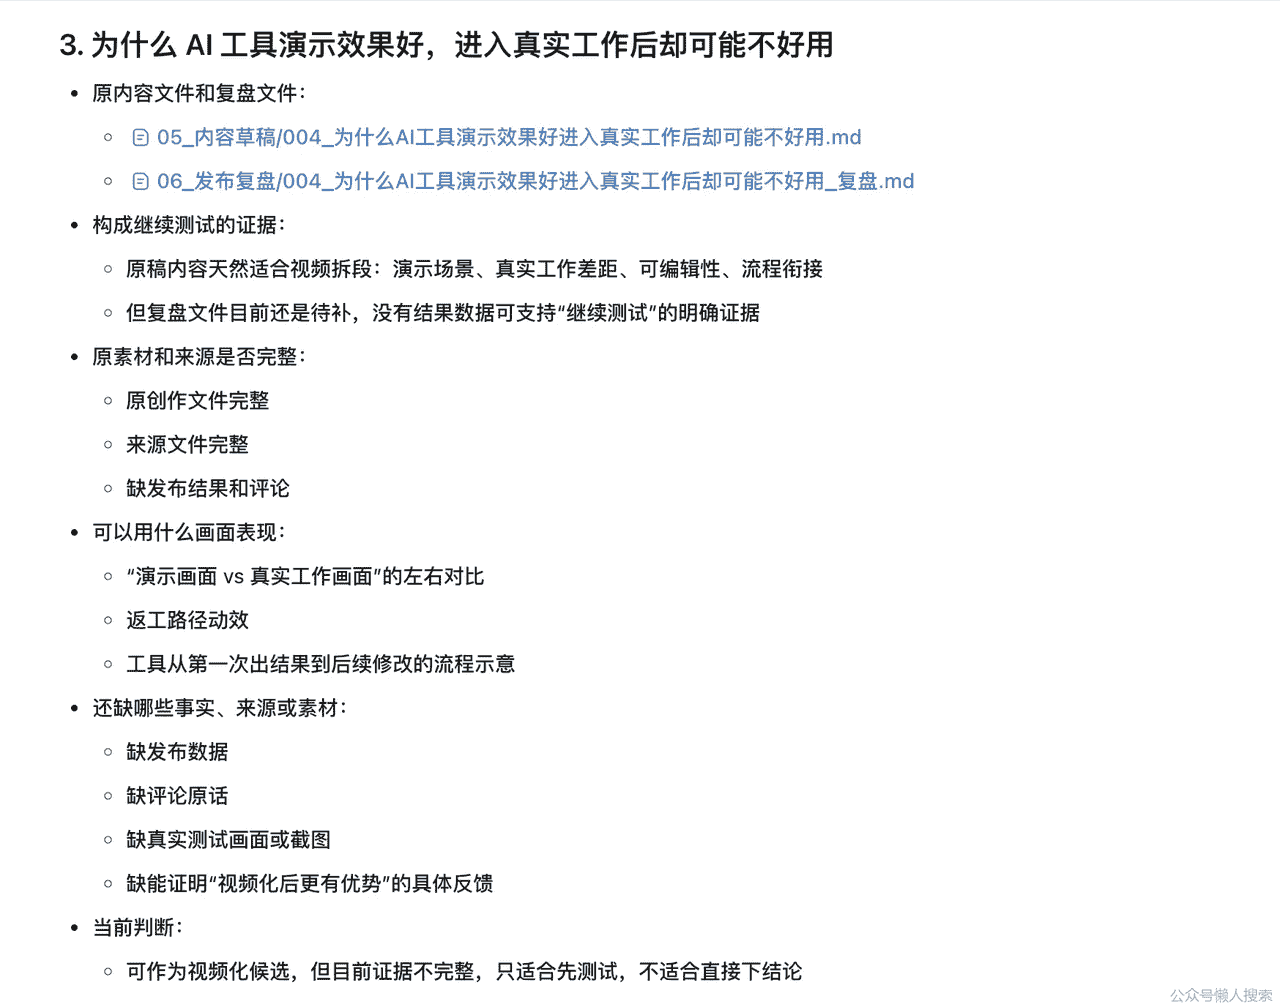 3. 为什么 AI 工具演示效果好，进入真实工作后却可能不好用
• 原内容文件和复盘文件：
◦ 05_内容草稿/004_为什么AI工具演示效果好进入真实工作后却可能不好用.md
◦ 06_发布复盘/004_为什么AI工具演示效果好进入真实工作后却可能不好用_复盘.md
• 构成继续测试的证据：
◦ 原稿内容天然适合视频拆段：演示场景、真实工作差距、可编辑性、流程衔接
◦ 但复盘文件目前还是待补，没有结果数据可支持“继续测试”的明确证据
• 原素材和来源是否完整：
◦ 原创作文件完整
◦ 来源文件完整
◦ 缺发布结果和评论
• 可以用什么画面表现：
◦ “演示画面 vs 真实工作画面”的左右对比
◦ 返工路径动效
◦ 工具从第一次出结果到后续修改的流程示意
• 还缺哪些事实、来源或素材：
◦ 缺发布数据
◦ 缺评论原话
◦ 缺真实测试画面或截图
◦ 缺能证明“视频化后更有优势”的具体反馈
• 当前判断：
◦ 可作为视频化候选，但目前证据不完整，只适合先测试，不适合直接下结论
公众号懒人搜索